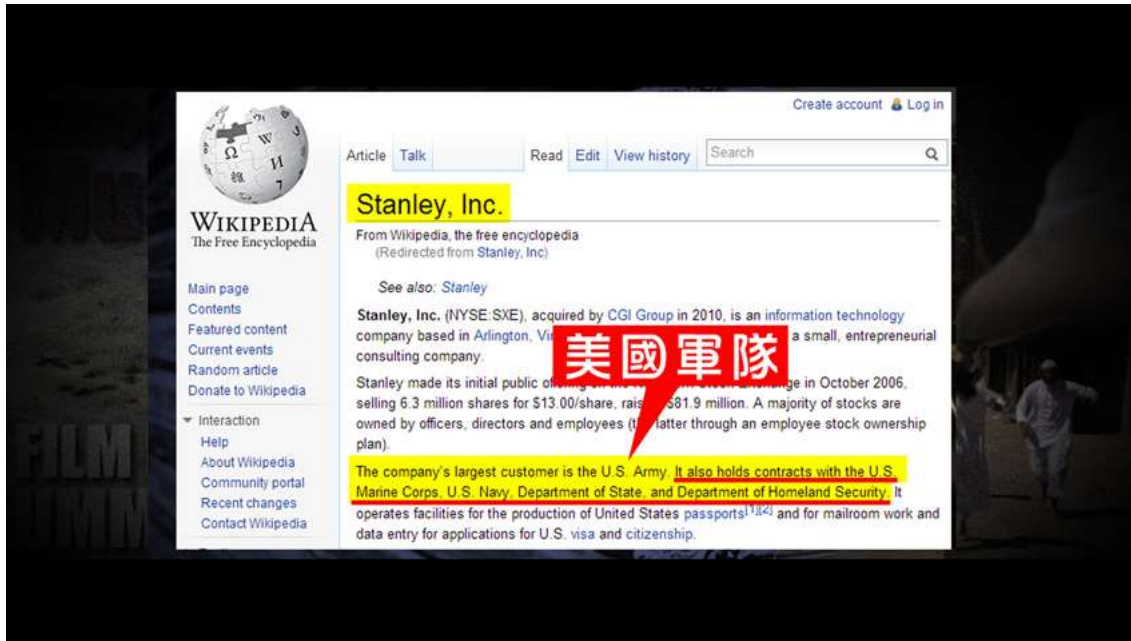 Create account Log in
Article Talk Read Edit View history Search
WIKIPEDIA
The Free Encyclopedia
Main page
Contents
Featured content
Current events
Random article
Donate to Wikipedia
Interaction
Help
About Wikipedia
Community portal
Recent changes
Contact Wikipedia
Stanley, Inc.
From Wikipedia, the free encyclopedia
(Redirected from Stanley, Inc)
See also: Stanley
Stanley, Inc. (NYSE:SXE), acquired by CGI Group in 2010, is an information technology
company based in Arlington, a small, entrepreneurial
consulting company.
美國軍隊
Stanley made its initial public in October 2006,
selling 6.3 million shares for $13.00/share, $81.9 million. A majority of stocks are
owned by officers, directors and employees latter through an employee stock ownership
plan).
The company's largest customer is the U.S. Army. It also holds contracts with the U.S.
Marine Corps, U.S. Navy, Department of State, and Department of Homeland Security. It
operates facilities for the production of United States passports[1][2] and for mailroom work and
data entry for applications for U.S. visa and citizenship.
FILM